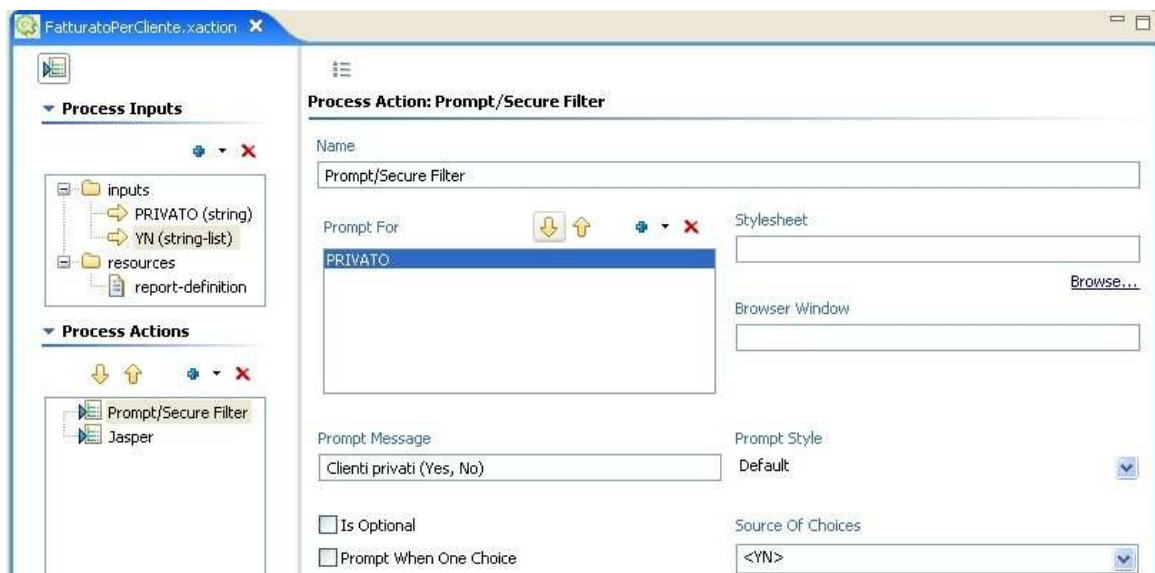 FatturatoPerCliente.xaction
Process Inputs
inputs
PRIVATO (string)
YN (string-list)
resources
report-definition
Process Actions
Prompt/Secure Filter
Jasper
Process Action: Prompt/Secure Filter
Name
Prompt/Secure Filter
Prompt For
PRIVATO
Stylesheet
Browse...
Browser Window
Prompt Message
Clienti privati (Yes, No)
Prompt Style
Default
Is Optional
Prompt When One Choice
Source Of Choices
<YN>